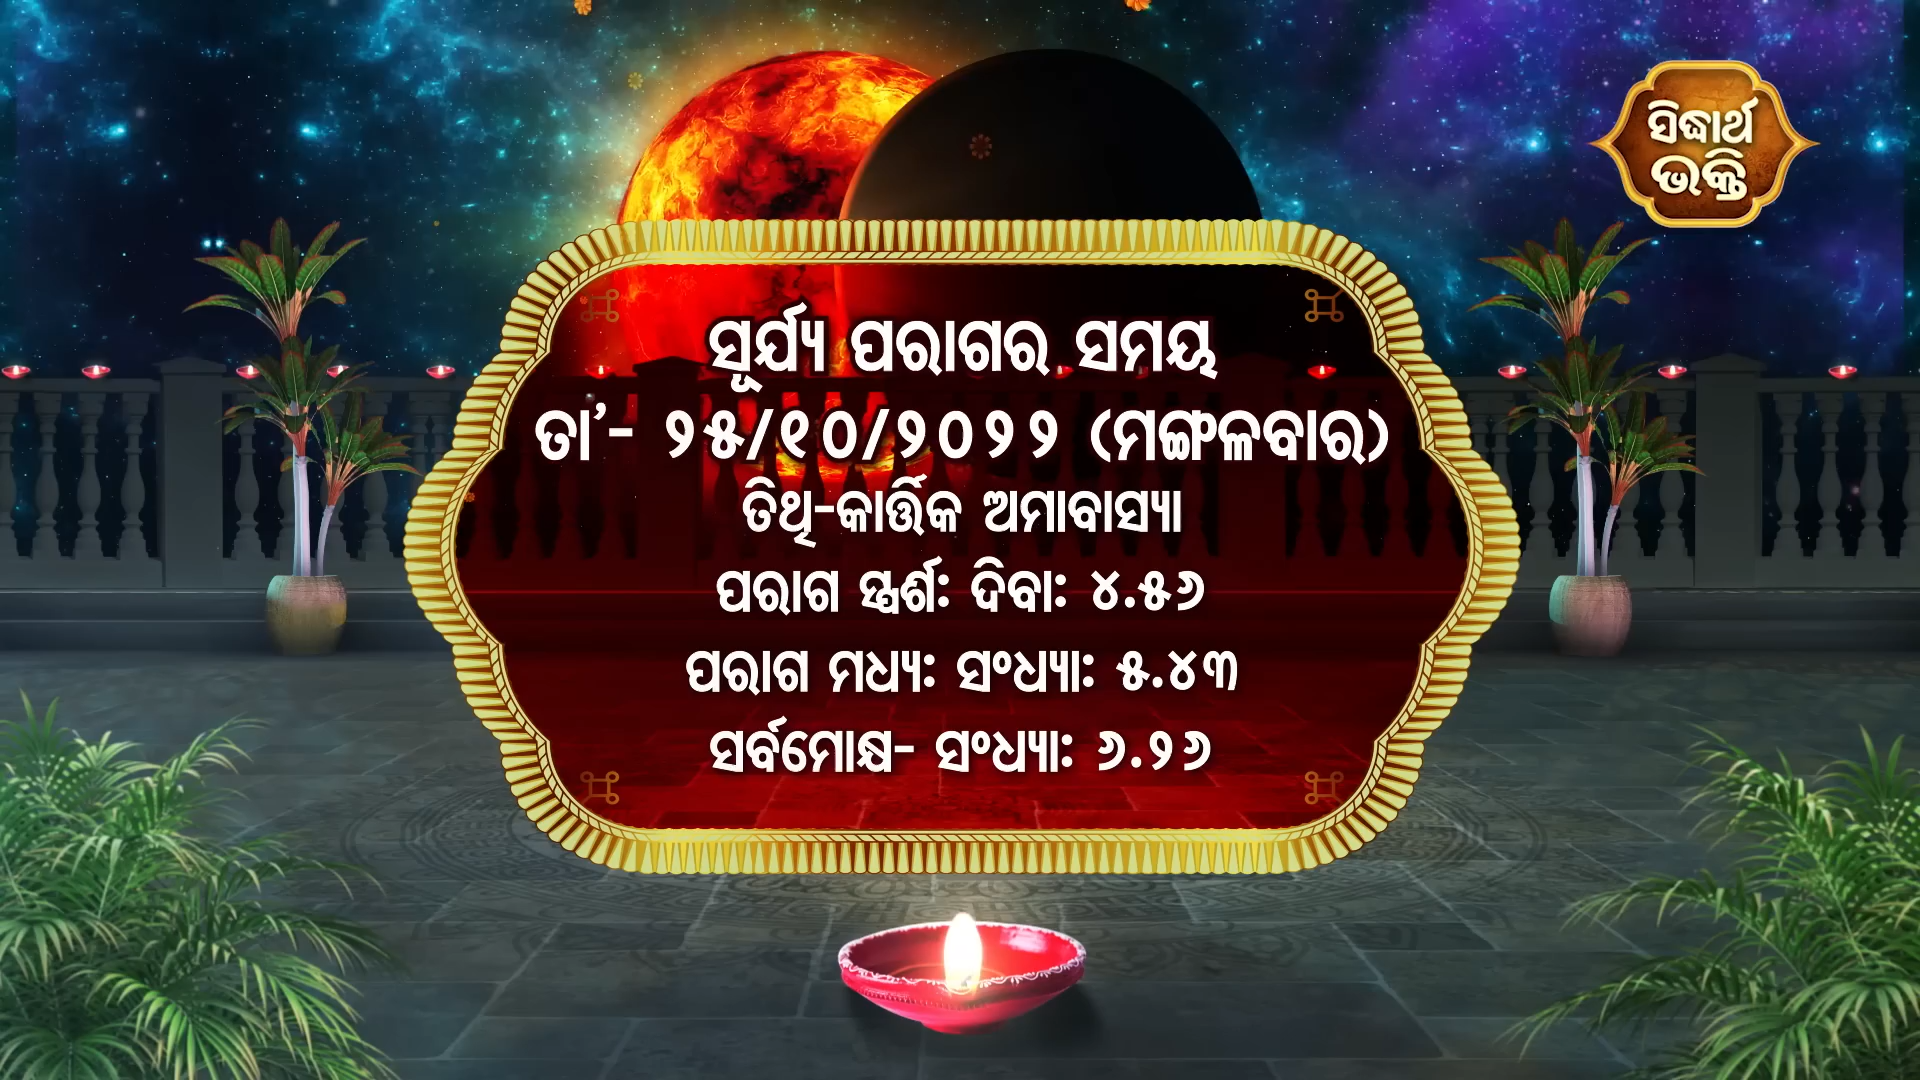 ସିଦ୍ଧାର୍ଥ
ଭକ୍ତି
ସୂର୍ଯ୍ୟ ପରାଗର ସମୟ
ତା’- ୨୫/୧୦/୨୦୨୨ (ମଙ୍ଗଳବାର)
ତିଥି-କାର୍ତ୍ତିକ ଅମାବାସ୍ୟା
ପରାଗ ସ୍ପର୍ଶ: ଦିବା: ୪.୫୬
ପରାଗ ମଧ୍ୟ: ସଂଧ୍ୟା: ୫.୪୩
ସର୍ବମୋକ୍ଷ- ସଂଧ୍ୟା: ୬.୨୬